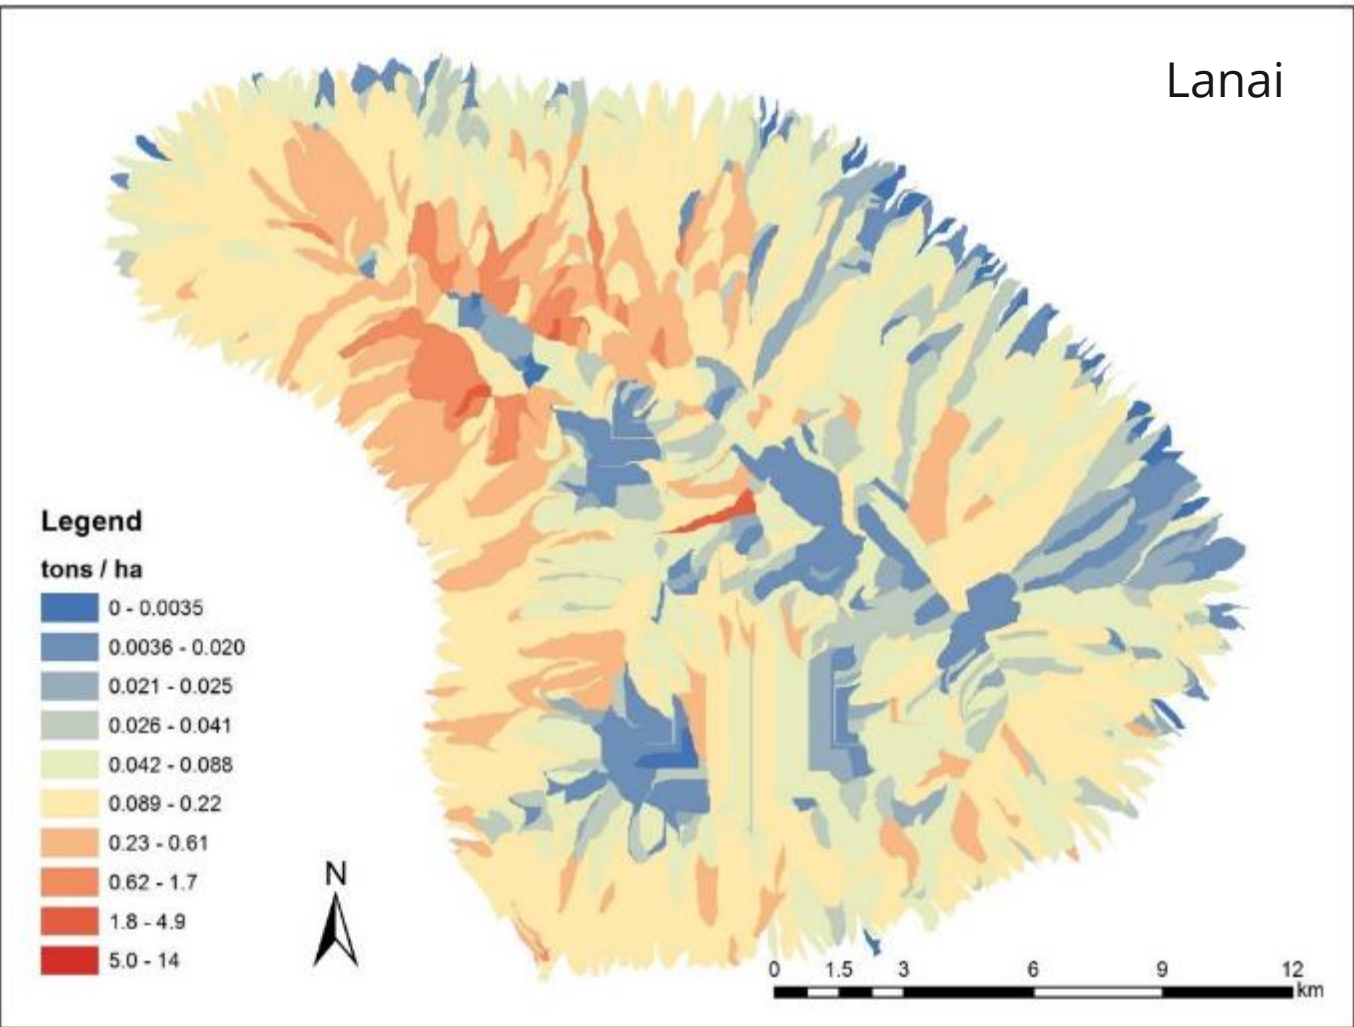 Lanai
Legend
tons / ha
0 - 0.0035
0.0036 - 0.020
0.021 - 0.025
0.026 - 0.041
0.042 - 0.088
0.089 - 0.22
0.23 - 0.61
0.62 - 1.7
1.8 - 4.9
5.0 - 14
N
0 1.5 3 6 9 12
km